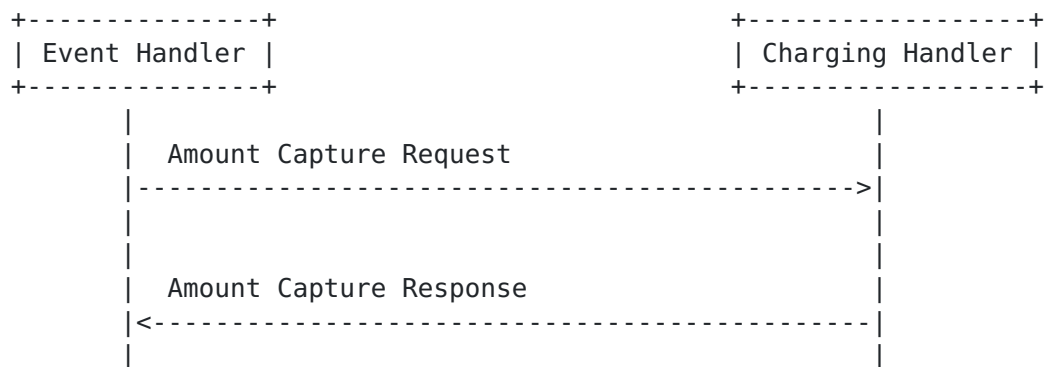 Event Handler
Charging Handler
Amount Capture Request
Amount Capture Response